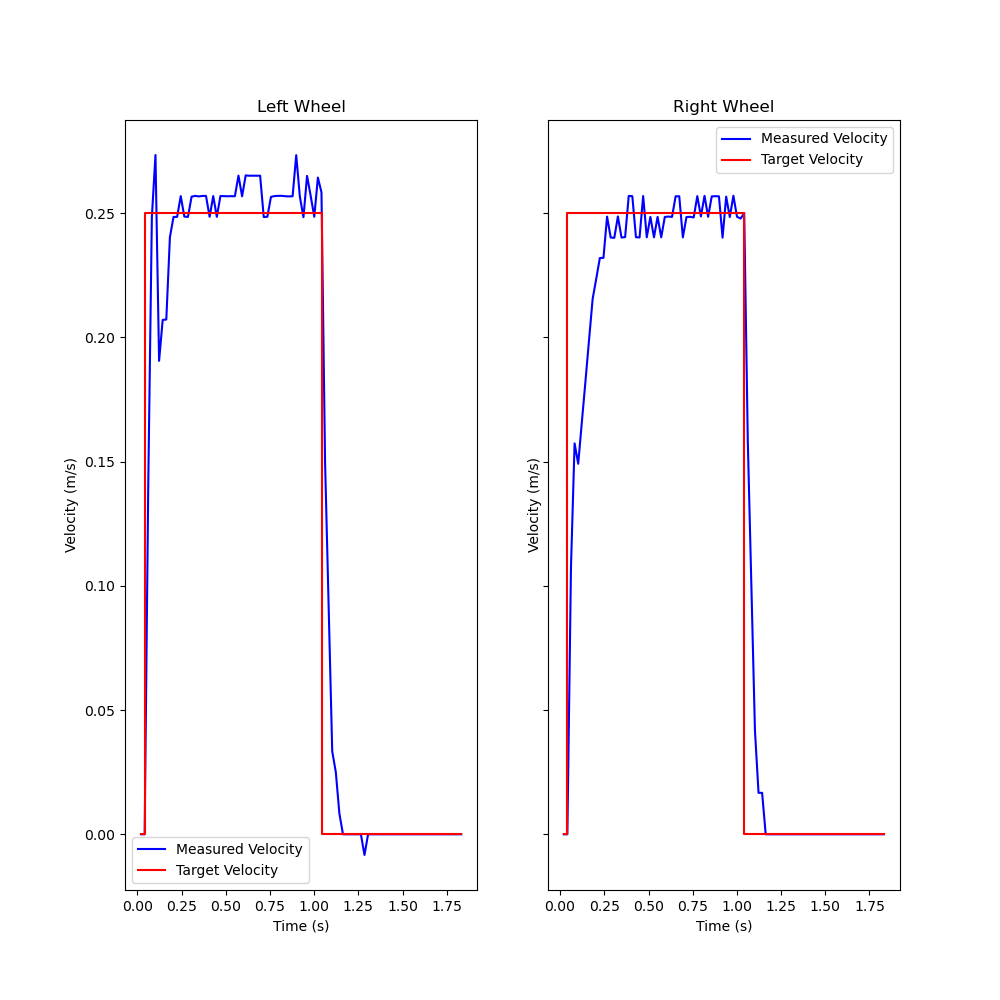 Left Wheel
Velocity (m/s)
0.25
0.20
0.15
0.10
0.05
0.00
Measured Velocity
Target Velocity
0.00 0.25 0.50 0.75 1.00 1.25 1.50 1.75
Time (s)
Right Wheel
Velocity (m/s)
Measured Velocity
Target Velocity
0.00 0.25 0.50 0.75 1.00 1.25 1.50 1.75
Time (s)